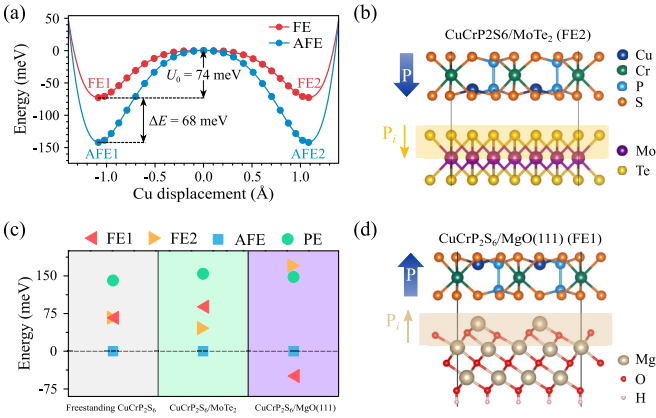 (a)
FE
AFE
Energy (meV)
0
-50
-100
-150
FE1
FE2
U0 = 74 meV
ΔE = 68 meV
AFE1
AFE2
-1.0 -0.5 0.0 0.5 1.0
Cu displacement (Å)
(b)
CuCrP2S6/MoTe₂ (FE2)
P
Pᵢ
Cu
Cr
P
S
Mo
Te
(c)
FE1 FE2 AFE PE
Energy (meV)
150
75
0
-75
Freestanding CuCrP₂S₆ CuCrP₂S₆/MoTe₂ CuCrP₂S₆/MgO(111)
(d)
CuCrP₂S₆/MgO(111) (FE1)
P
Pᵢ
Mg
O
H